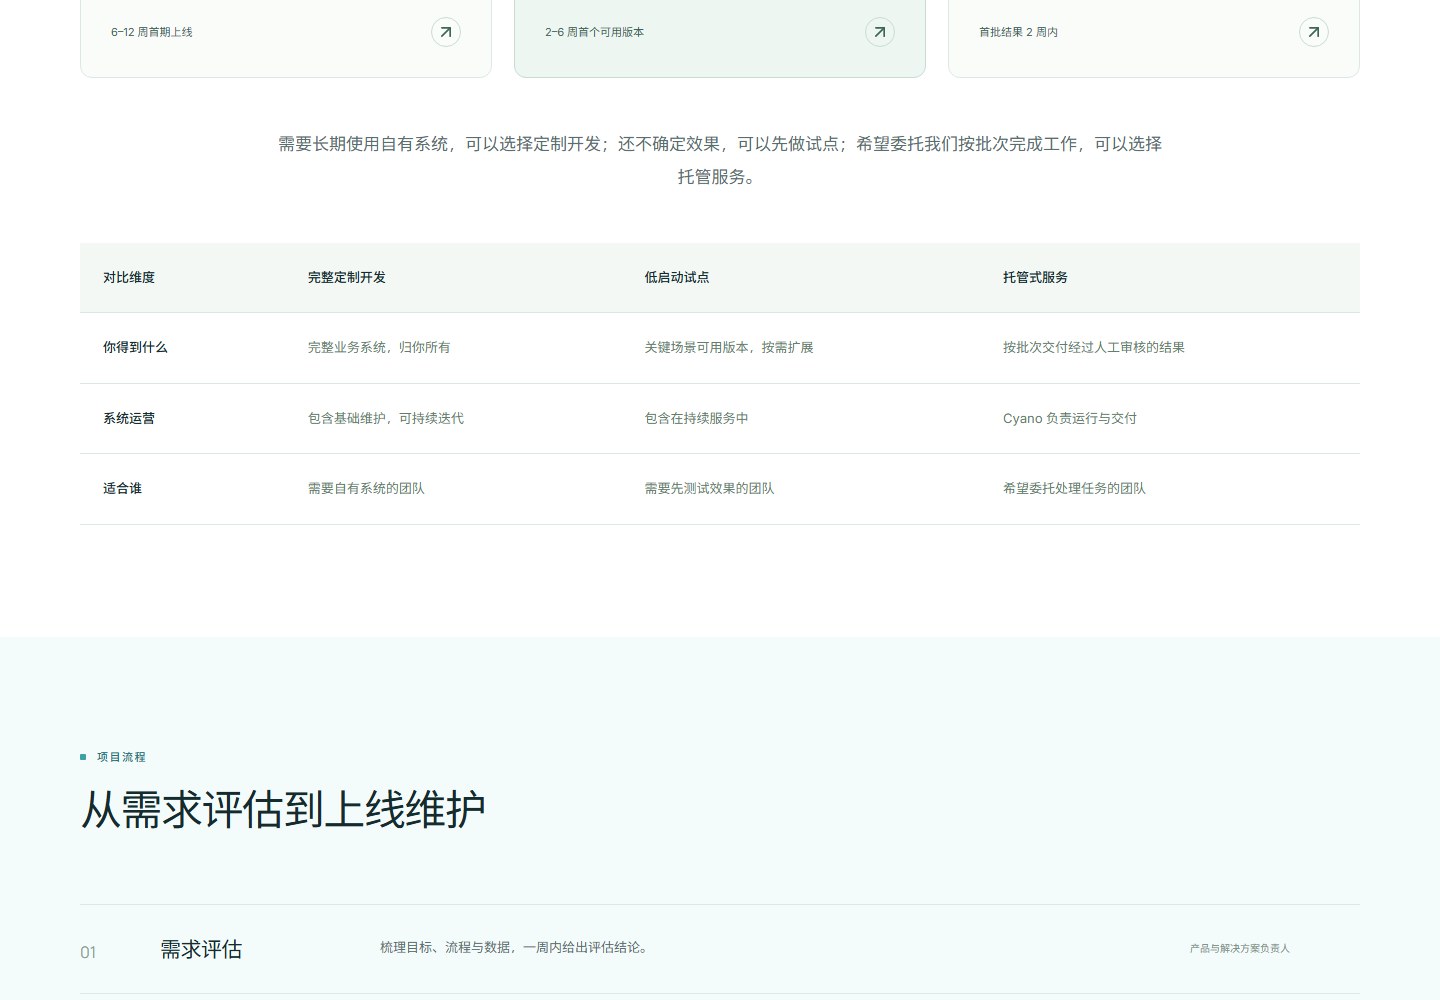 6–12 周首期上线
2–6 周首个可用版本
首批结果 2 周内
需要长期使用自有系统，可以选择定制开发；还不确定效果，可以先做试点；希望委托我们按批次完成工作，可以选择
托管服务。
对比维度 完整定制开发 低启动试点 托管式服务
你得到什么 完整业务系统，归你所有 关键场景可用版本，按需扩展 按批次交付经过人工审核的结果
系统运营 包含基础维护，可持续迭代 包含在持续服务中 Cyano 负责运行与交付
适合谁 需要自有系统的团队 需要先测试效果的团队 希望委托处理任务的团队
项目流程
从需求评估到上线维护
01 需求评估 梳理目标、流程与数据，一周内给出评估结论。 产品与解决方案负责人